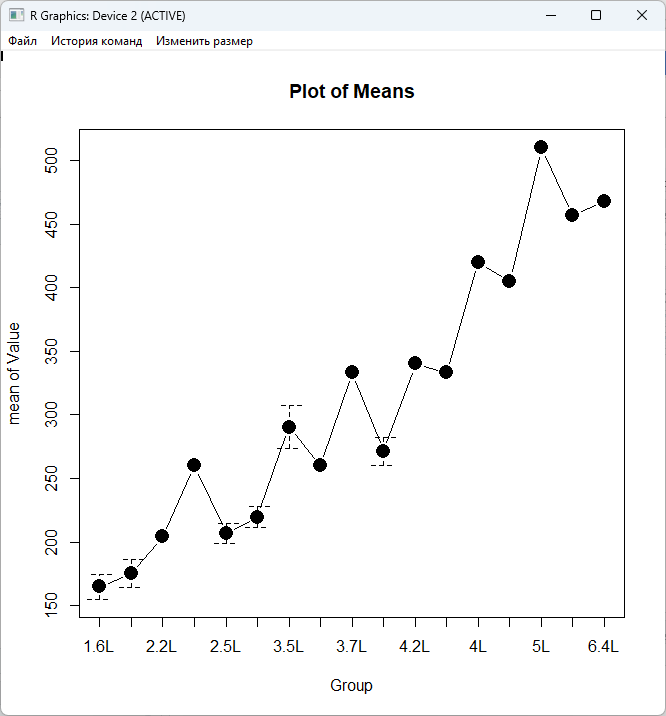 R Graphics: Device 2 (ACTIVE)
Файл История команд Изменить размер
Plot of Means
500
450
400
350
300
250
200
150
mean of Value
1.6L 2.2L 2.5L 3.5L 3.7L 4.2L 4L 5L 6.4L
Group